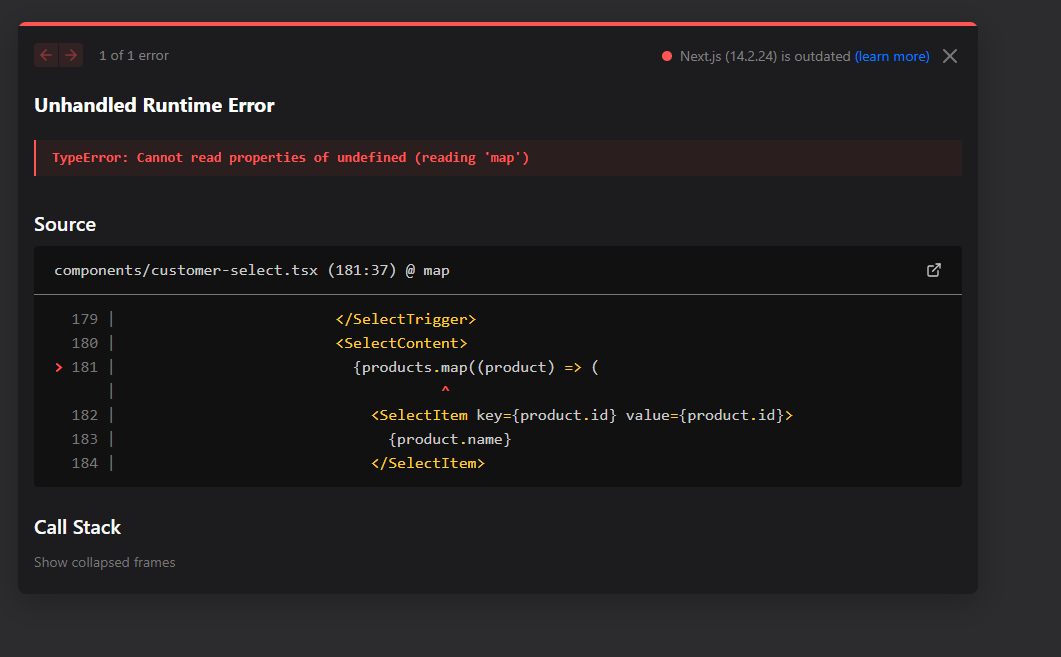 1 of 1 error
Next.js (14.2.24) is outdated (learn more)
Unhandled Runtime Error
TypeError: Cannot read properties of undefined (reading 'map')
Source
components/customer-select.tsx (181:37) @ map
179 | </SelectTrigger>
180 | <SelectContent>
> 181 | {products.map((product) => (
| ^
182 | <SelectItem key={product.id} value={product.id}>
183 | {product.name}
184 | </SelectItem>
Call Stack
Show collapsed frames